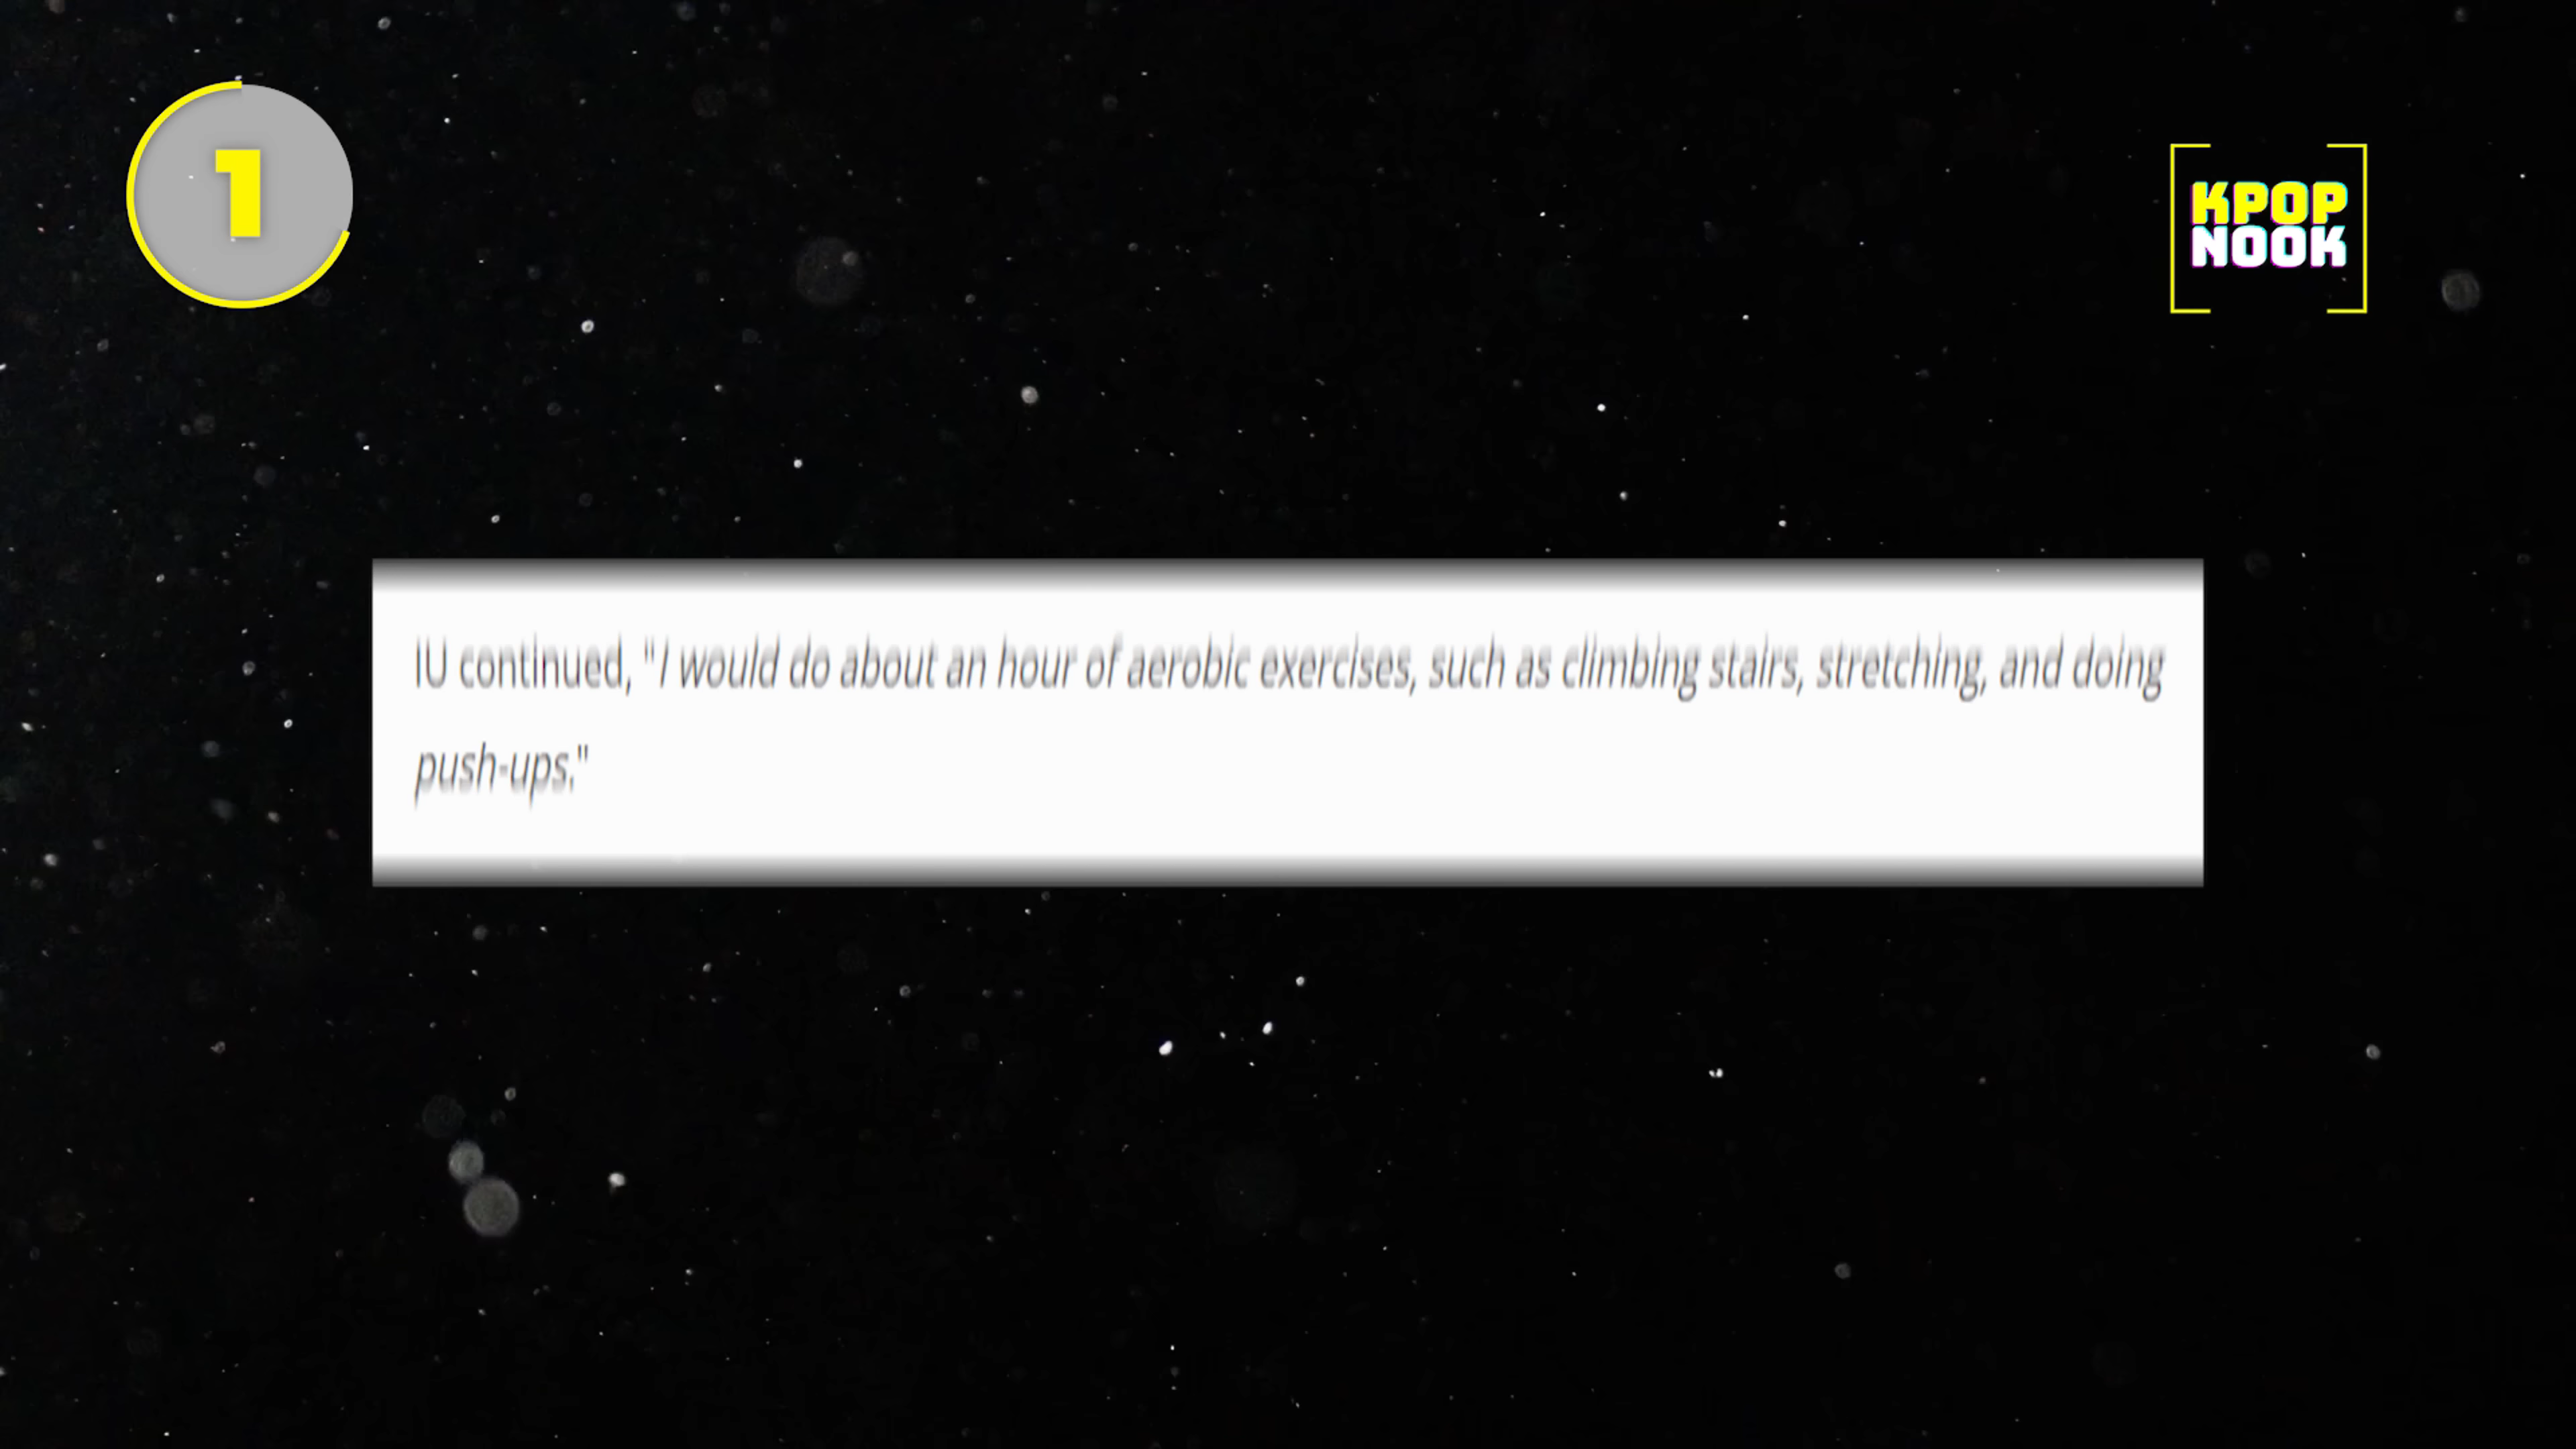 1
KPOP
NOOK
IU continued, "I would do about an hour of aerobic exercises, such as climbing stairs, stretching, and doing
push-ups."